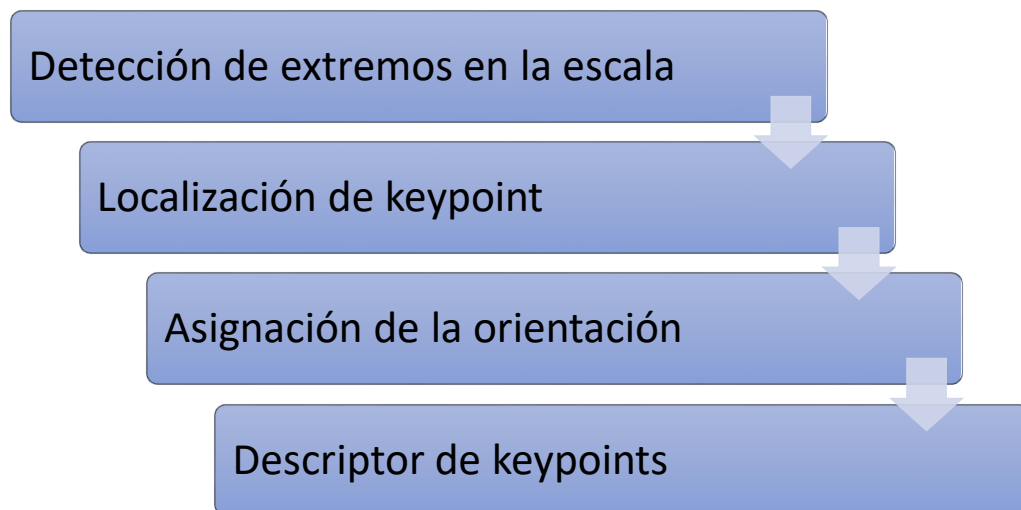 Detección de extremos en la escala
Localización de keypoint
Asignación de la orientación
Descriptor de keypoints